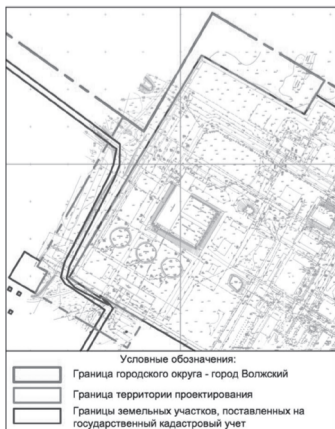 Условные обозначения:
Граница городского округа - город Волжский
Граница территории проектирования
Границы земельных участков, поставленных на
государственный кадастровый учет